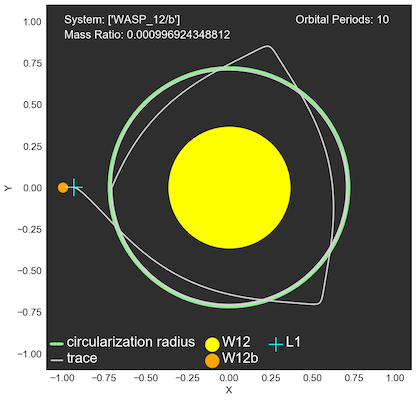 System: ['WASP_12/b']
Orbital Periods: 10
Mass Ratio: 0.000996924348812
1.00
0.75
0.50
0.25
0.00
−0.25
−0.50
−0.75
−1.00
Y
circularization radius
W12
L1
trace
W12b
−1.00 −0.75 −0.50 −0.25 0.00 0.25 0.50 0.75 1.00
X